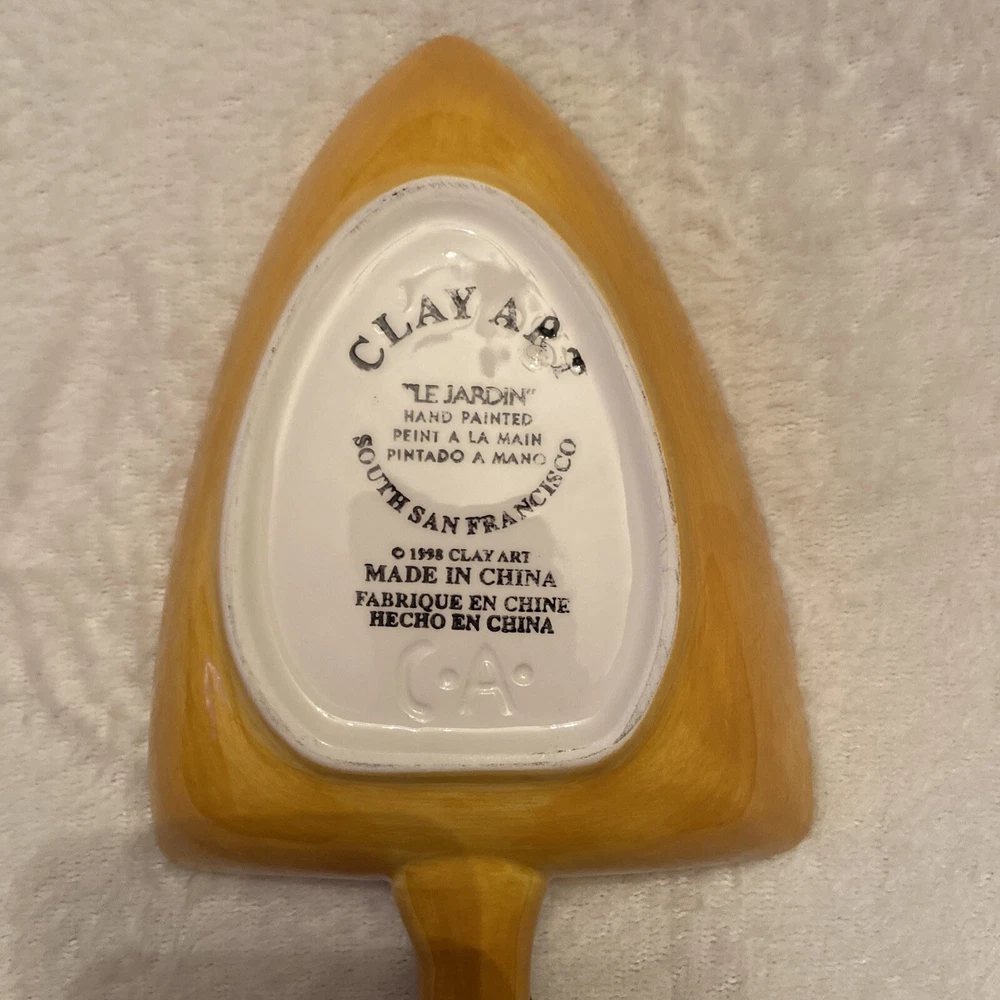 CLAY ART
"LE JARDIN"
HAND PAINTED
PEINT A LA MAIN
PINTADO A MANO
SOUTH SAN FRANCISCO
© 1998 CLAY ART
MADE IN CHINA
FABRIQUE EN CHINE
HECHO EN CHINA
C•A•